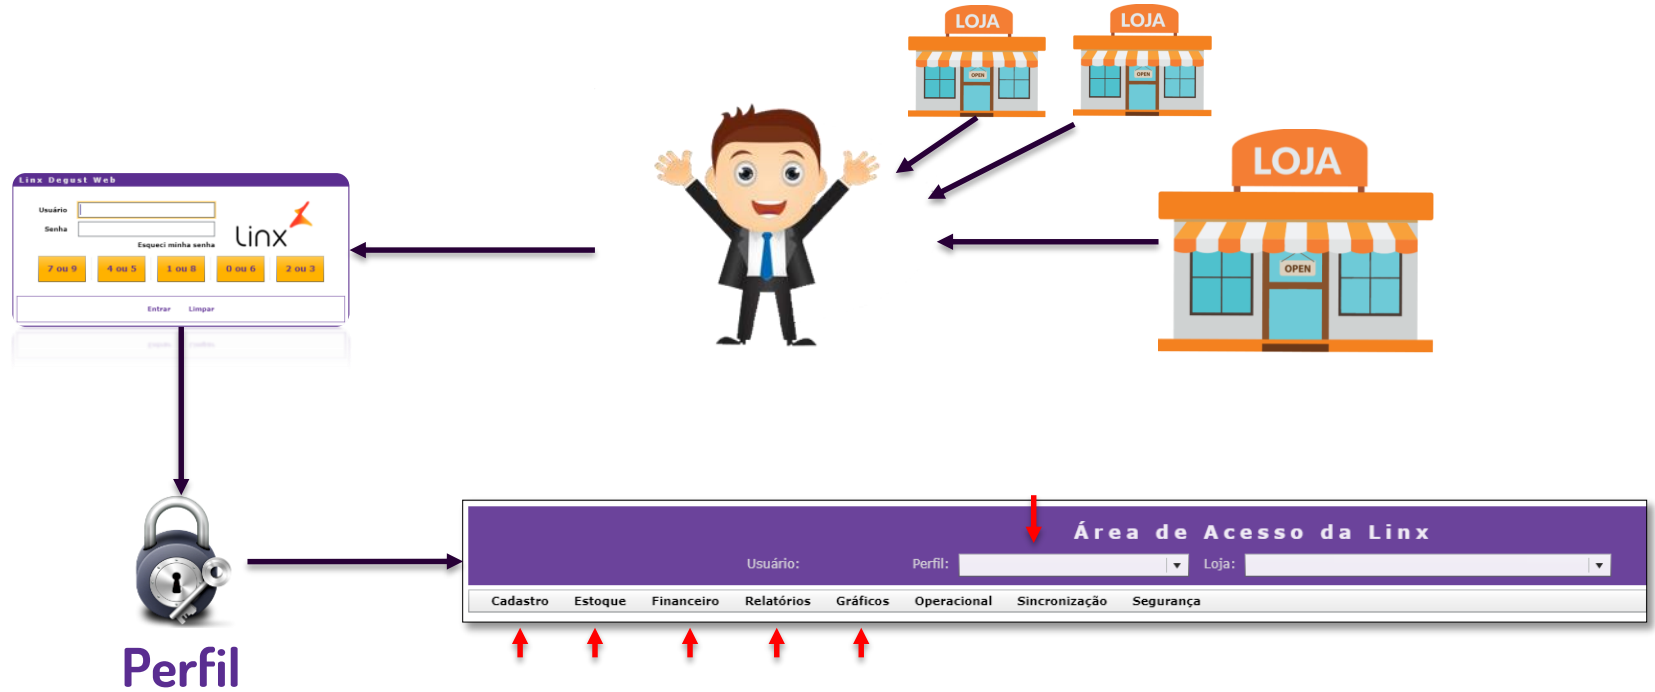 LOJA
LOJA
OPEN
OPEN
LOJA
OPEN
Linx Degust Web
Usuário
Senha
Esqueci minha senha
Linx
7 ou 9
4 ou 5
1 ou 8
0 ou 6
2 ou 3
Entrar Limpar
Perfil
Área de Acesso da Linx
Usuário: Perfil: Loja:
Cadastro Estoque Financeiro Relatórios Gráficos Operacional Sincronização Segurança